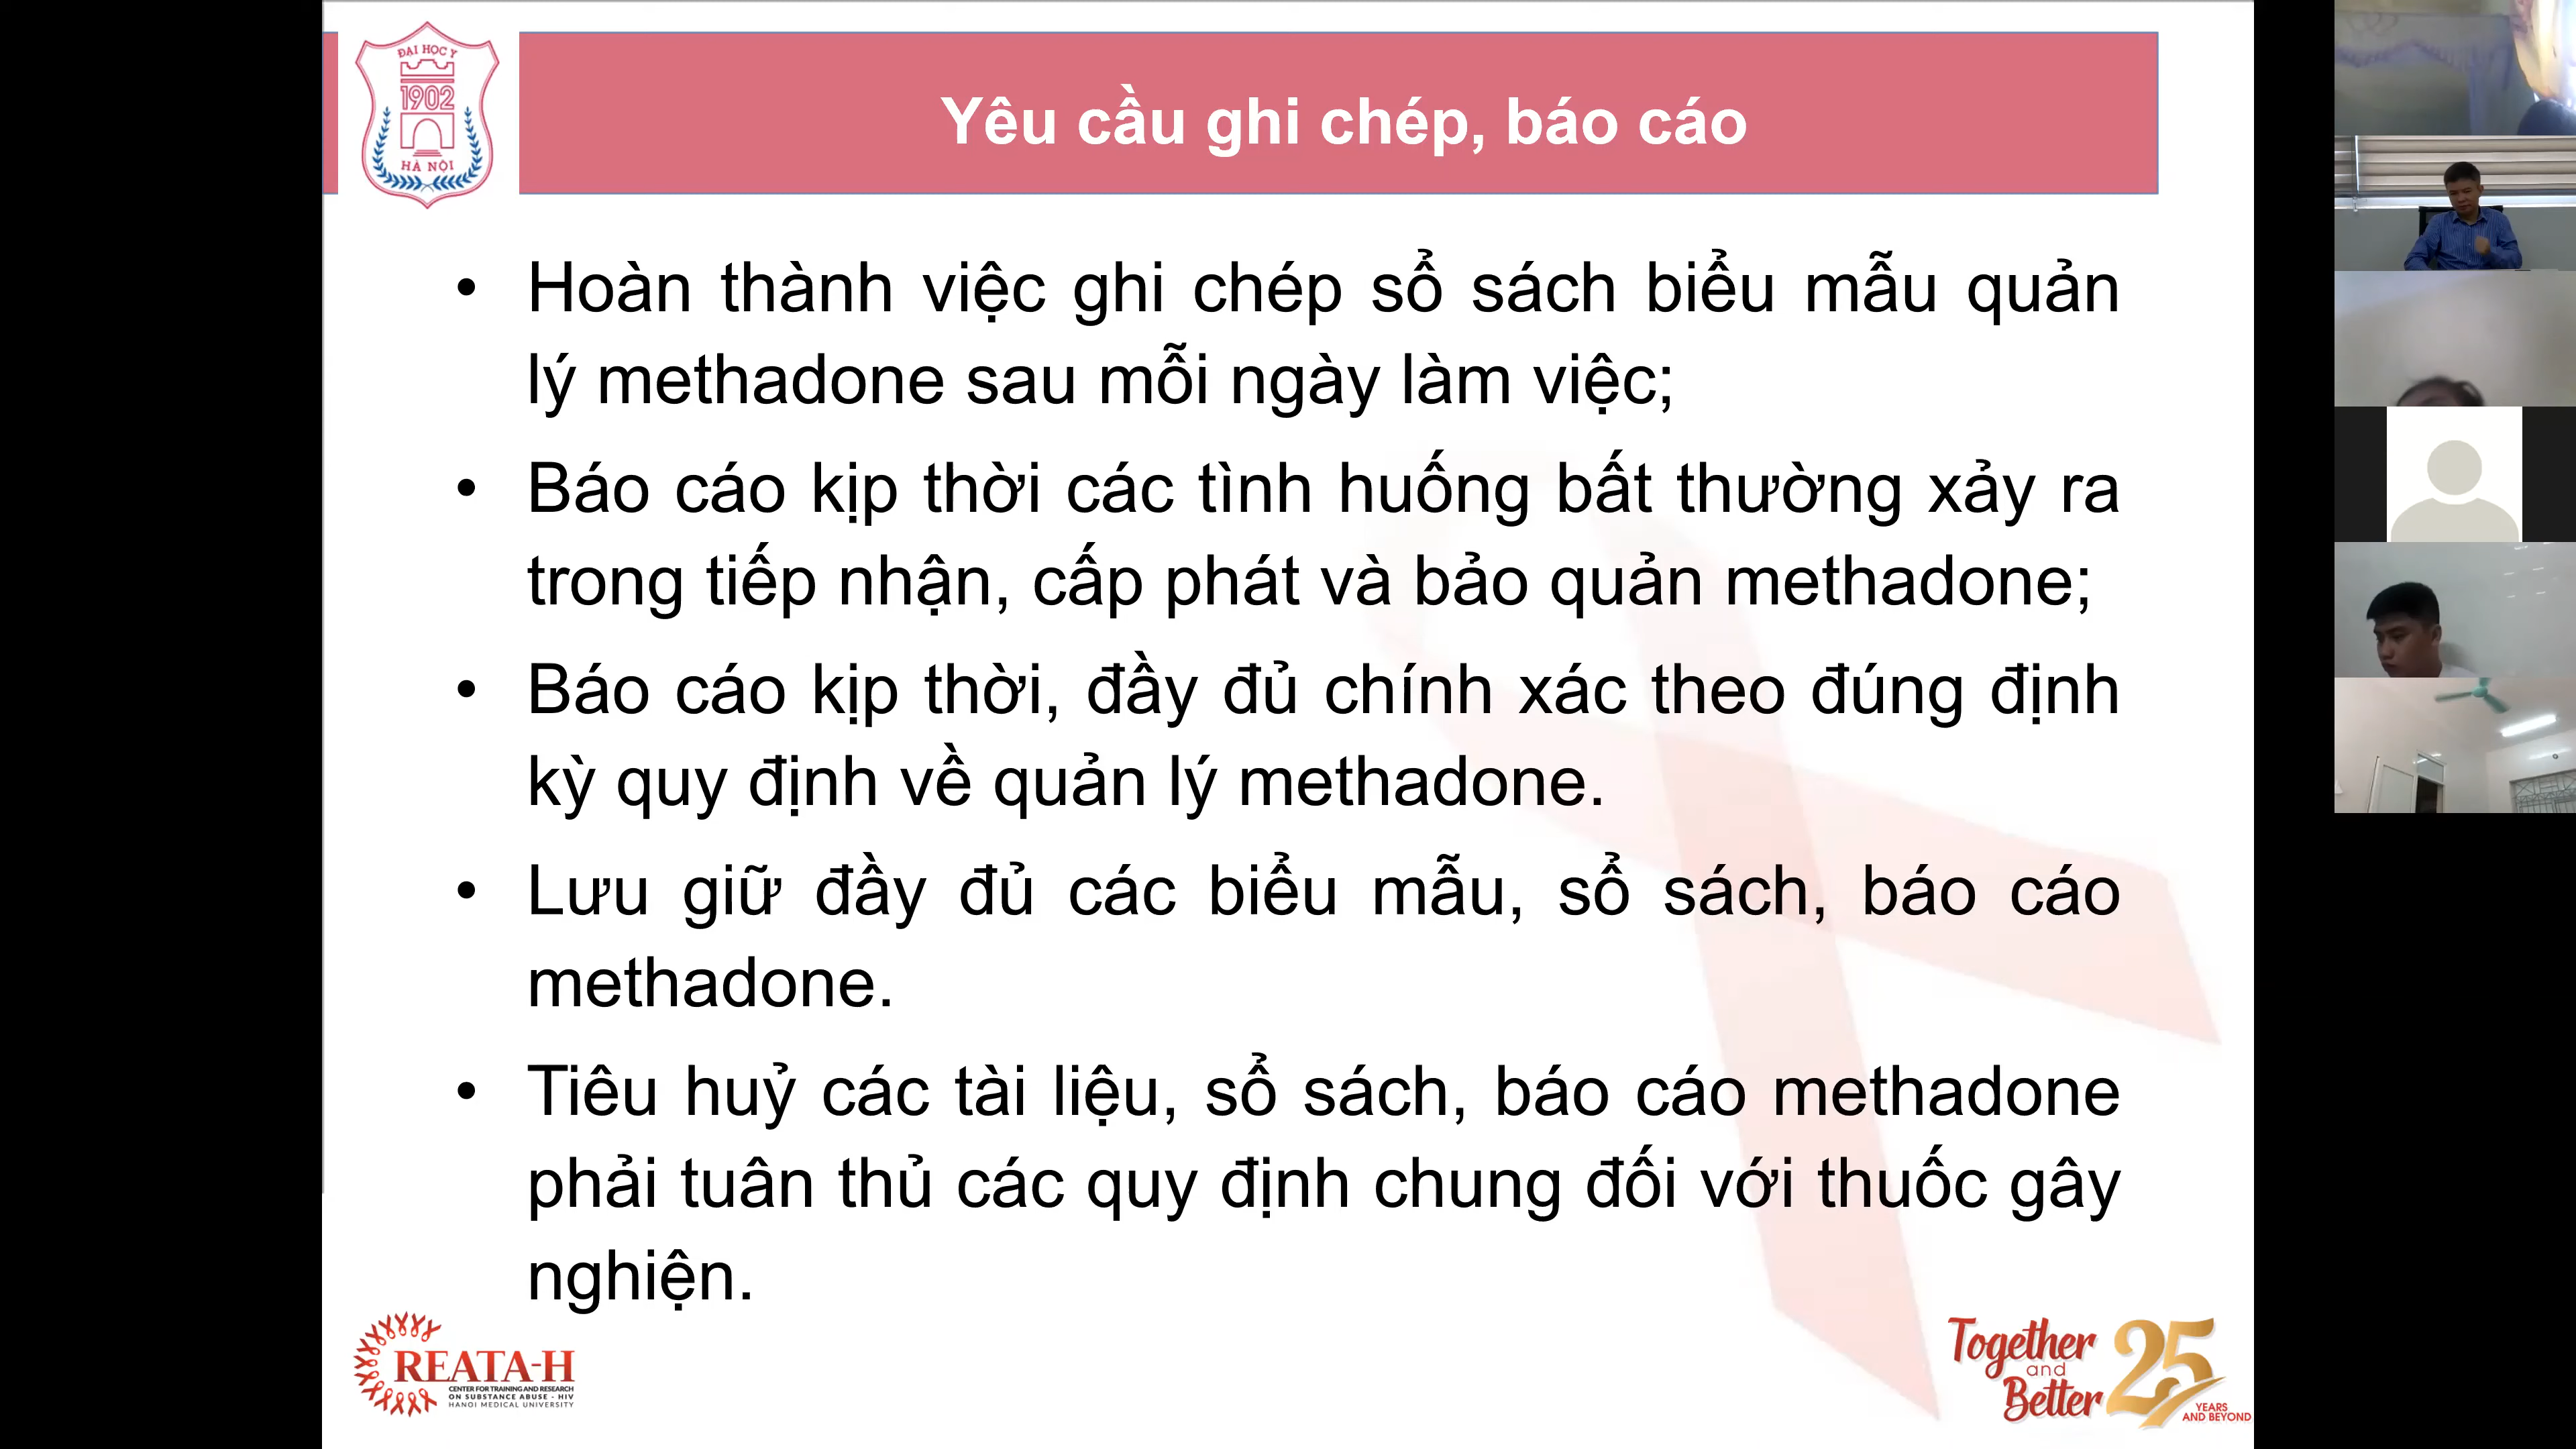 ĐẠI HỌC Y
1902
HÀ NỘI
Yêu cầu ghi chép, báo cáo
• Hoàn thành việc ghi chép sổ sách biểu mẫu quản
lý methadone sau mỗi ngày làm việc;
• Báo cáo kịp thời các tình huống bất thường xảy ra
trong tiếp nhận, cấp phát và bảo quản methadone;
• Báo cáo kịp thời, đầy đủ chính xác theo đúng định
kỳ quy định về quản lý methadone.
• Lưu giữ đầy đủ các biểu mẫu, sổ sách, báo cáo
methadone.
• Tiêu huỷ các tài liệu, sổ sách, báo cáo methadone
phải tuân thủ các quy định chung đối với thuốc gây
nghiện.
REATA-H
CENTER FOR TRAINING AND RESEARCH
ON SUBSTANCE ABUSE - HIV
HANOI MEDICAL UNIVERSITY
Together
and
Better
25
YEARS
AND BEYOND